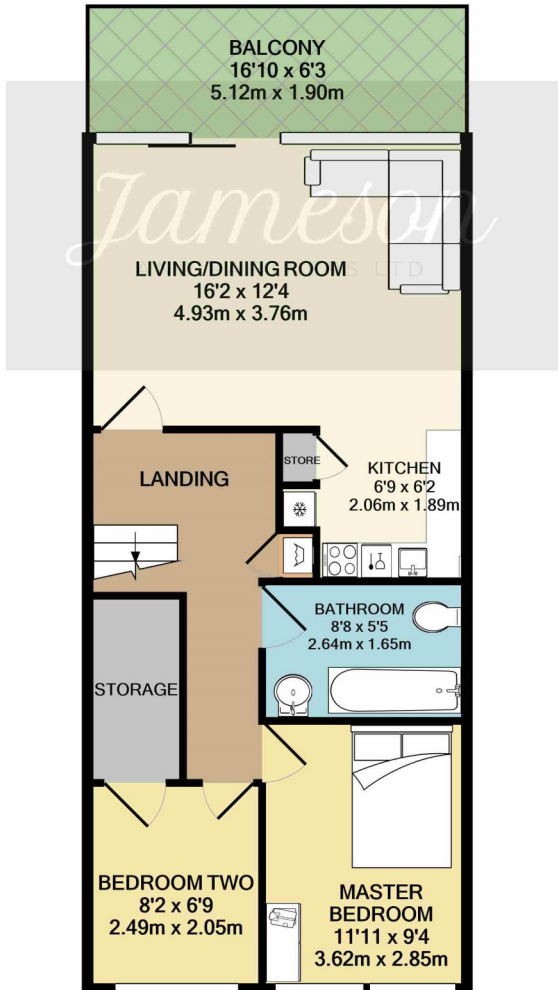 BALCONY
16'10 x 6'3
5.12m x 1.90m
Jameson
S LTD
LIVING/DINING ROOM
16'2 x 12'4
4.93m x 3.76m
LANDING
STORE
KITCHEN
6'9 x 6'2
2.06m x 1.89m
BATHROOM
8'8 x 5'5
2.64m x 1.65m
STORAGE
BEDROOM TWO
8'2 x 6'9
2.49m x 2.05m
MASTER
BEDROOM
11'11 x 9'4
3.62m x 2.85m